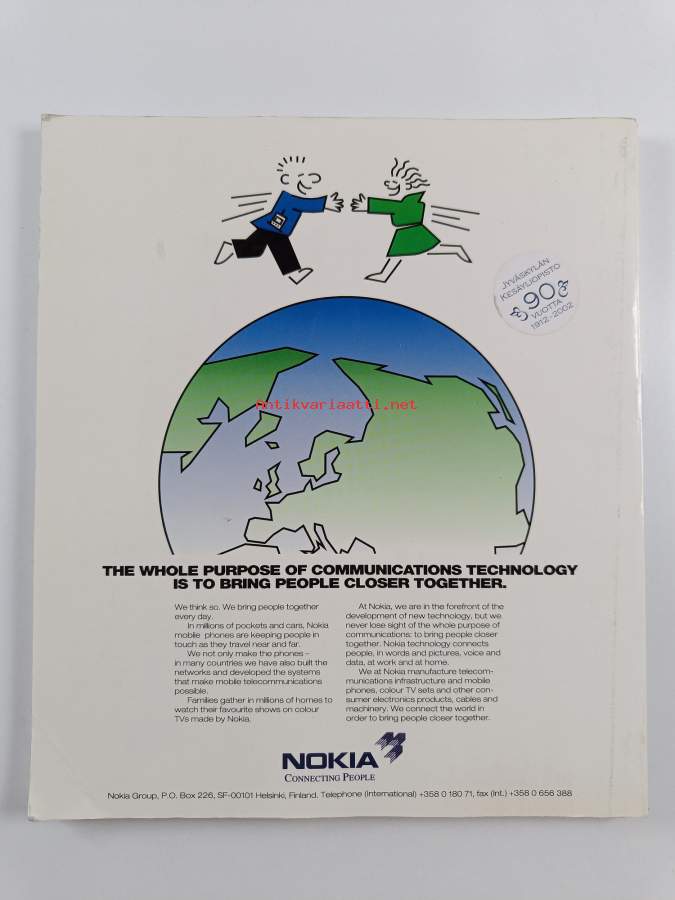 JYVÄSKYLÄN
KESÄYLIOPISTO
90
VUOTTA
1912-2002
Antikvariaatti.net
THE WHOLE PURPOSE OF COMMUNICATIONS TECHNOLOGY
IS TO BRING PEOPLE CLOSER TOGETHER.
We think so. We bring people together
every day.
In millions of pockets and cars, Nokia
mobile phones are keeping people in
touch as they travel near and far.
We not only make the phones –
in many countries we have also built the
networks and developed the systems
that make mobile telecommunications
possible.
Families gather in millions of homes to
watch their favourite shows on colour
TVs made by Nokia.
At Nokia, we are in the forefront of the
development of new technology, but we
never lose sight of the whole purpose of
communications: to bring people closer
together. Nokia technology connects
people, in words and pictures, voice and
data, at work and at home.
We at Nokia manufacture telecom-
munications infrastructure and mobile
phones, colour TV sets and other con-
sumer electronics products, cables and
machinery. We connect the world in
order to bring people closer together.
NOKIA
CONNECTING PEOPLE
Nokia Group, P.O. Box 226, SF-00101 Helsinki, Finland. Telephone (International) +358 0 180 71, fax (Int.) +358 0 656 388